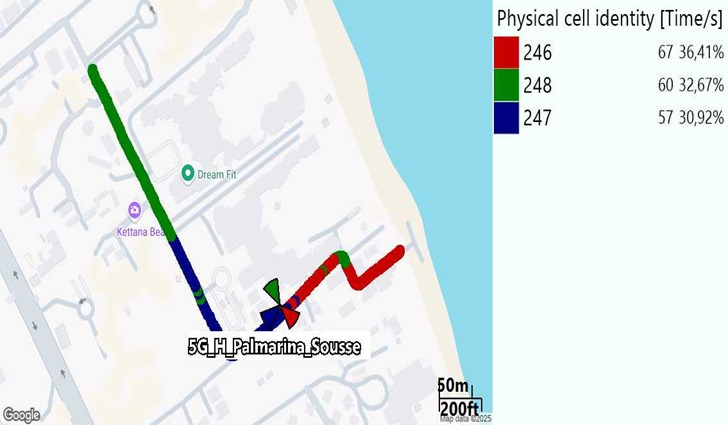 Physical cell identity [Time/s]
246 67 36,41%
248 60 32,67%
247 57 30,92%
Dream Fit
Kettana Bea
5G_H_Palmarina_Sousse
50m
200ft
Google
Map data ©2025